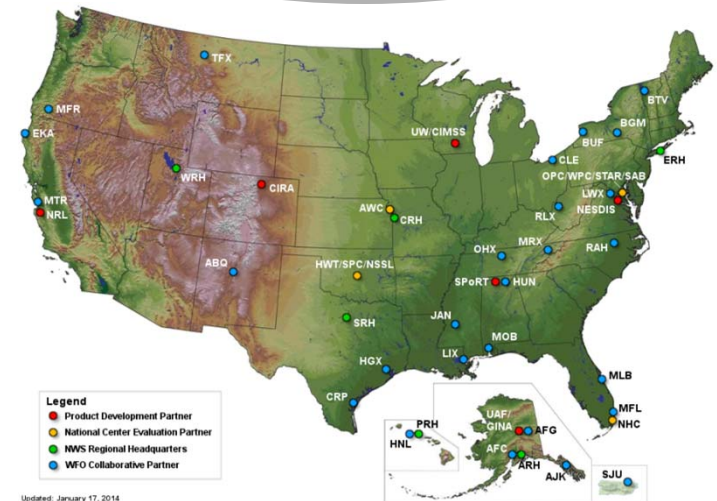 TFX
MFR
EKA
WRH
CIRA
MTR
NRL
ABQ
UW/CIMSS
BTV
BGM
BUF
ERH
CLE
OPC/WPC/STAR/SAB
LWX
NESDIS
RLX
AWC
CRH
OHX
MRX
RAH
HWT/SPC/NSSL
SPoRT
HUN
SRH
JAN
MOB
HGX
LIX
CRP
MLB
MFL
NHC
UAF/
GINA
AFG
AFC
ARH
AJK
PRH
HNL
SJU
Legend
Product Development Partner
National Center Evaluation Partner
NWS Regional Headquarters
WFO Collaborative Partner
Updated: January 17, 2014